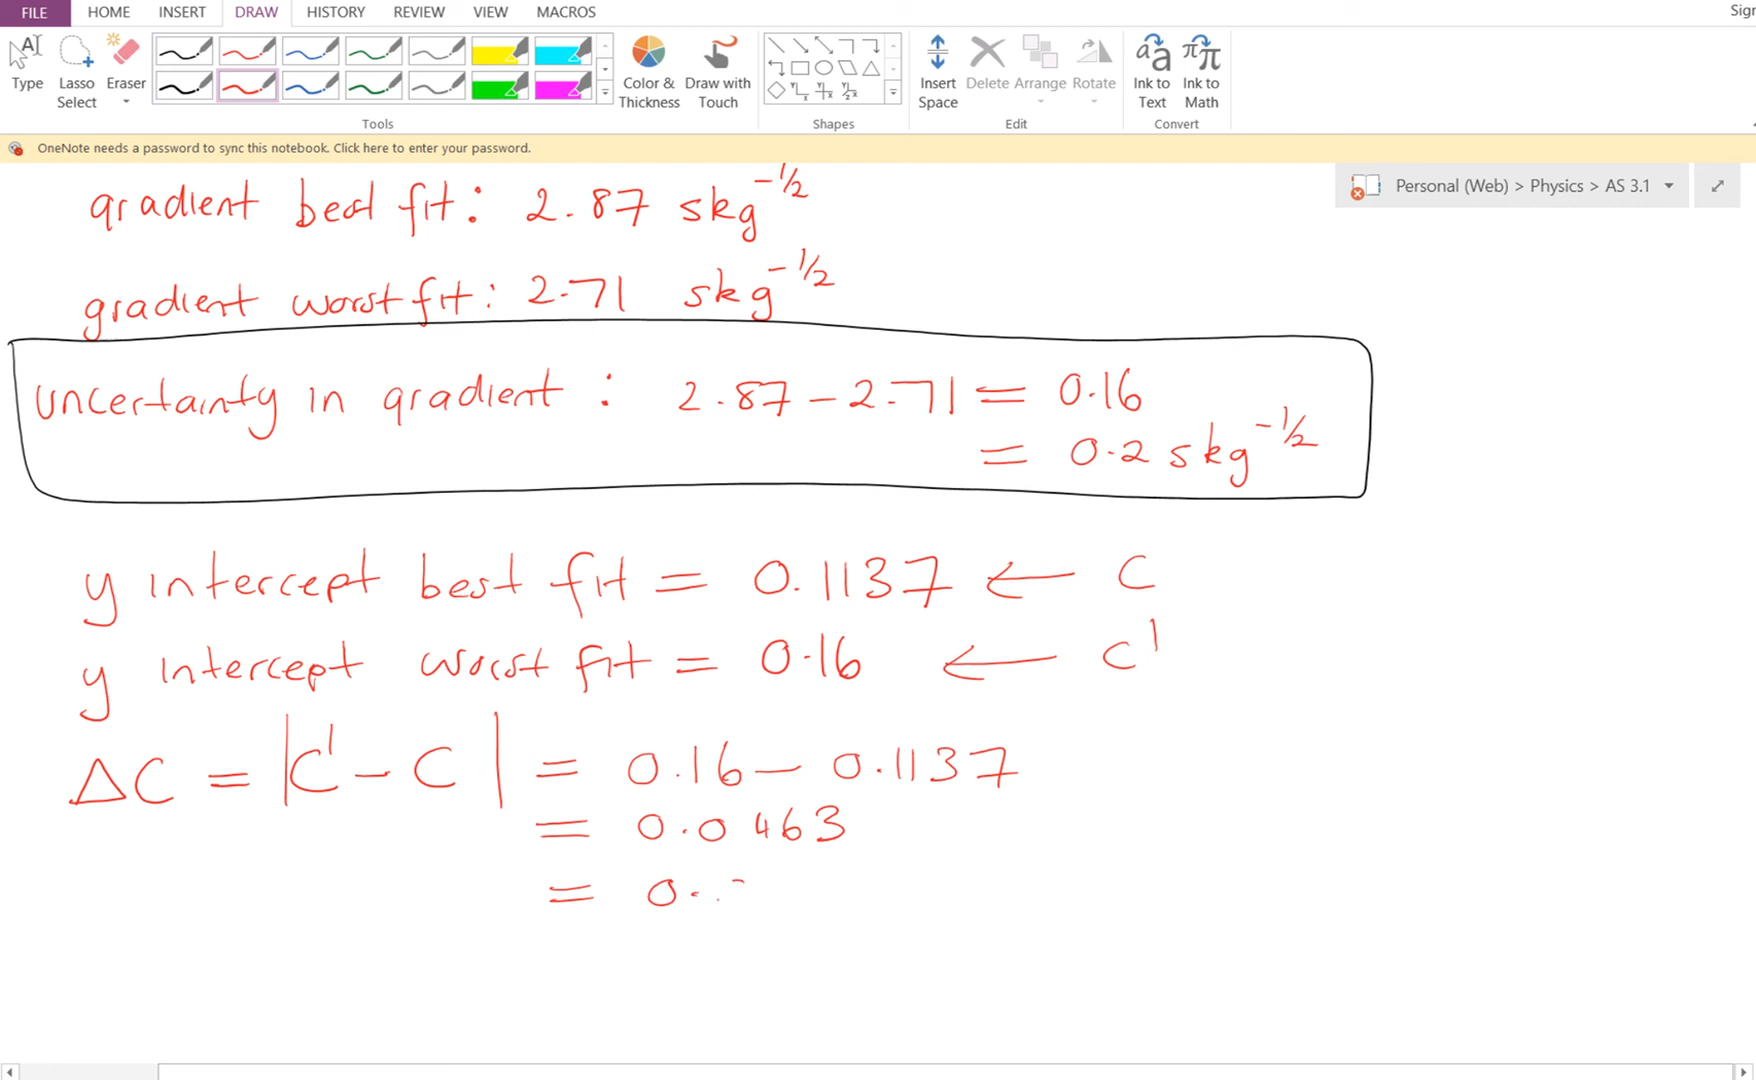 FILE HOME INSERT DRAW HISTORY REVIEW VIEW MACROS
Type Lasso Select Eraser Color & Thickness Draw with Touch Insert Space Delete Arrange Rotate Ink to Text Ink to Math
Tools Shapes Edit Convert
OneNote needs a password to sync this notebook. Click here to enter your password.
Personal (Web) > Physics > AS 3.1
gradient best fit: 2.87 skg^-1/2
gradient worst fit: 2.71 skg^-1/2
uncertainty in gradient : 2.87 - 2.71 = 0.16
= 0.2 skg^-1/2
y intercept best fit = 0.1137 ← C
y intercept worst fit = 0.16 ← C'
ΔC = |C' - C| = 0.16 - 0.1137
= 0.0463
= 0.